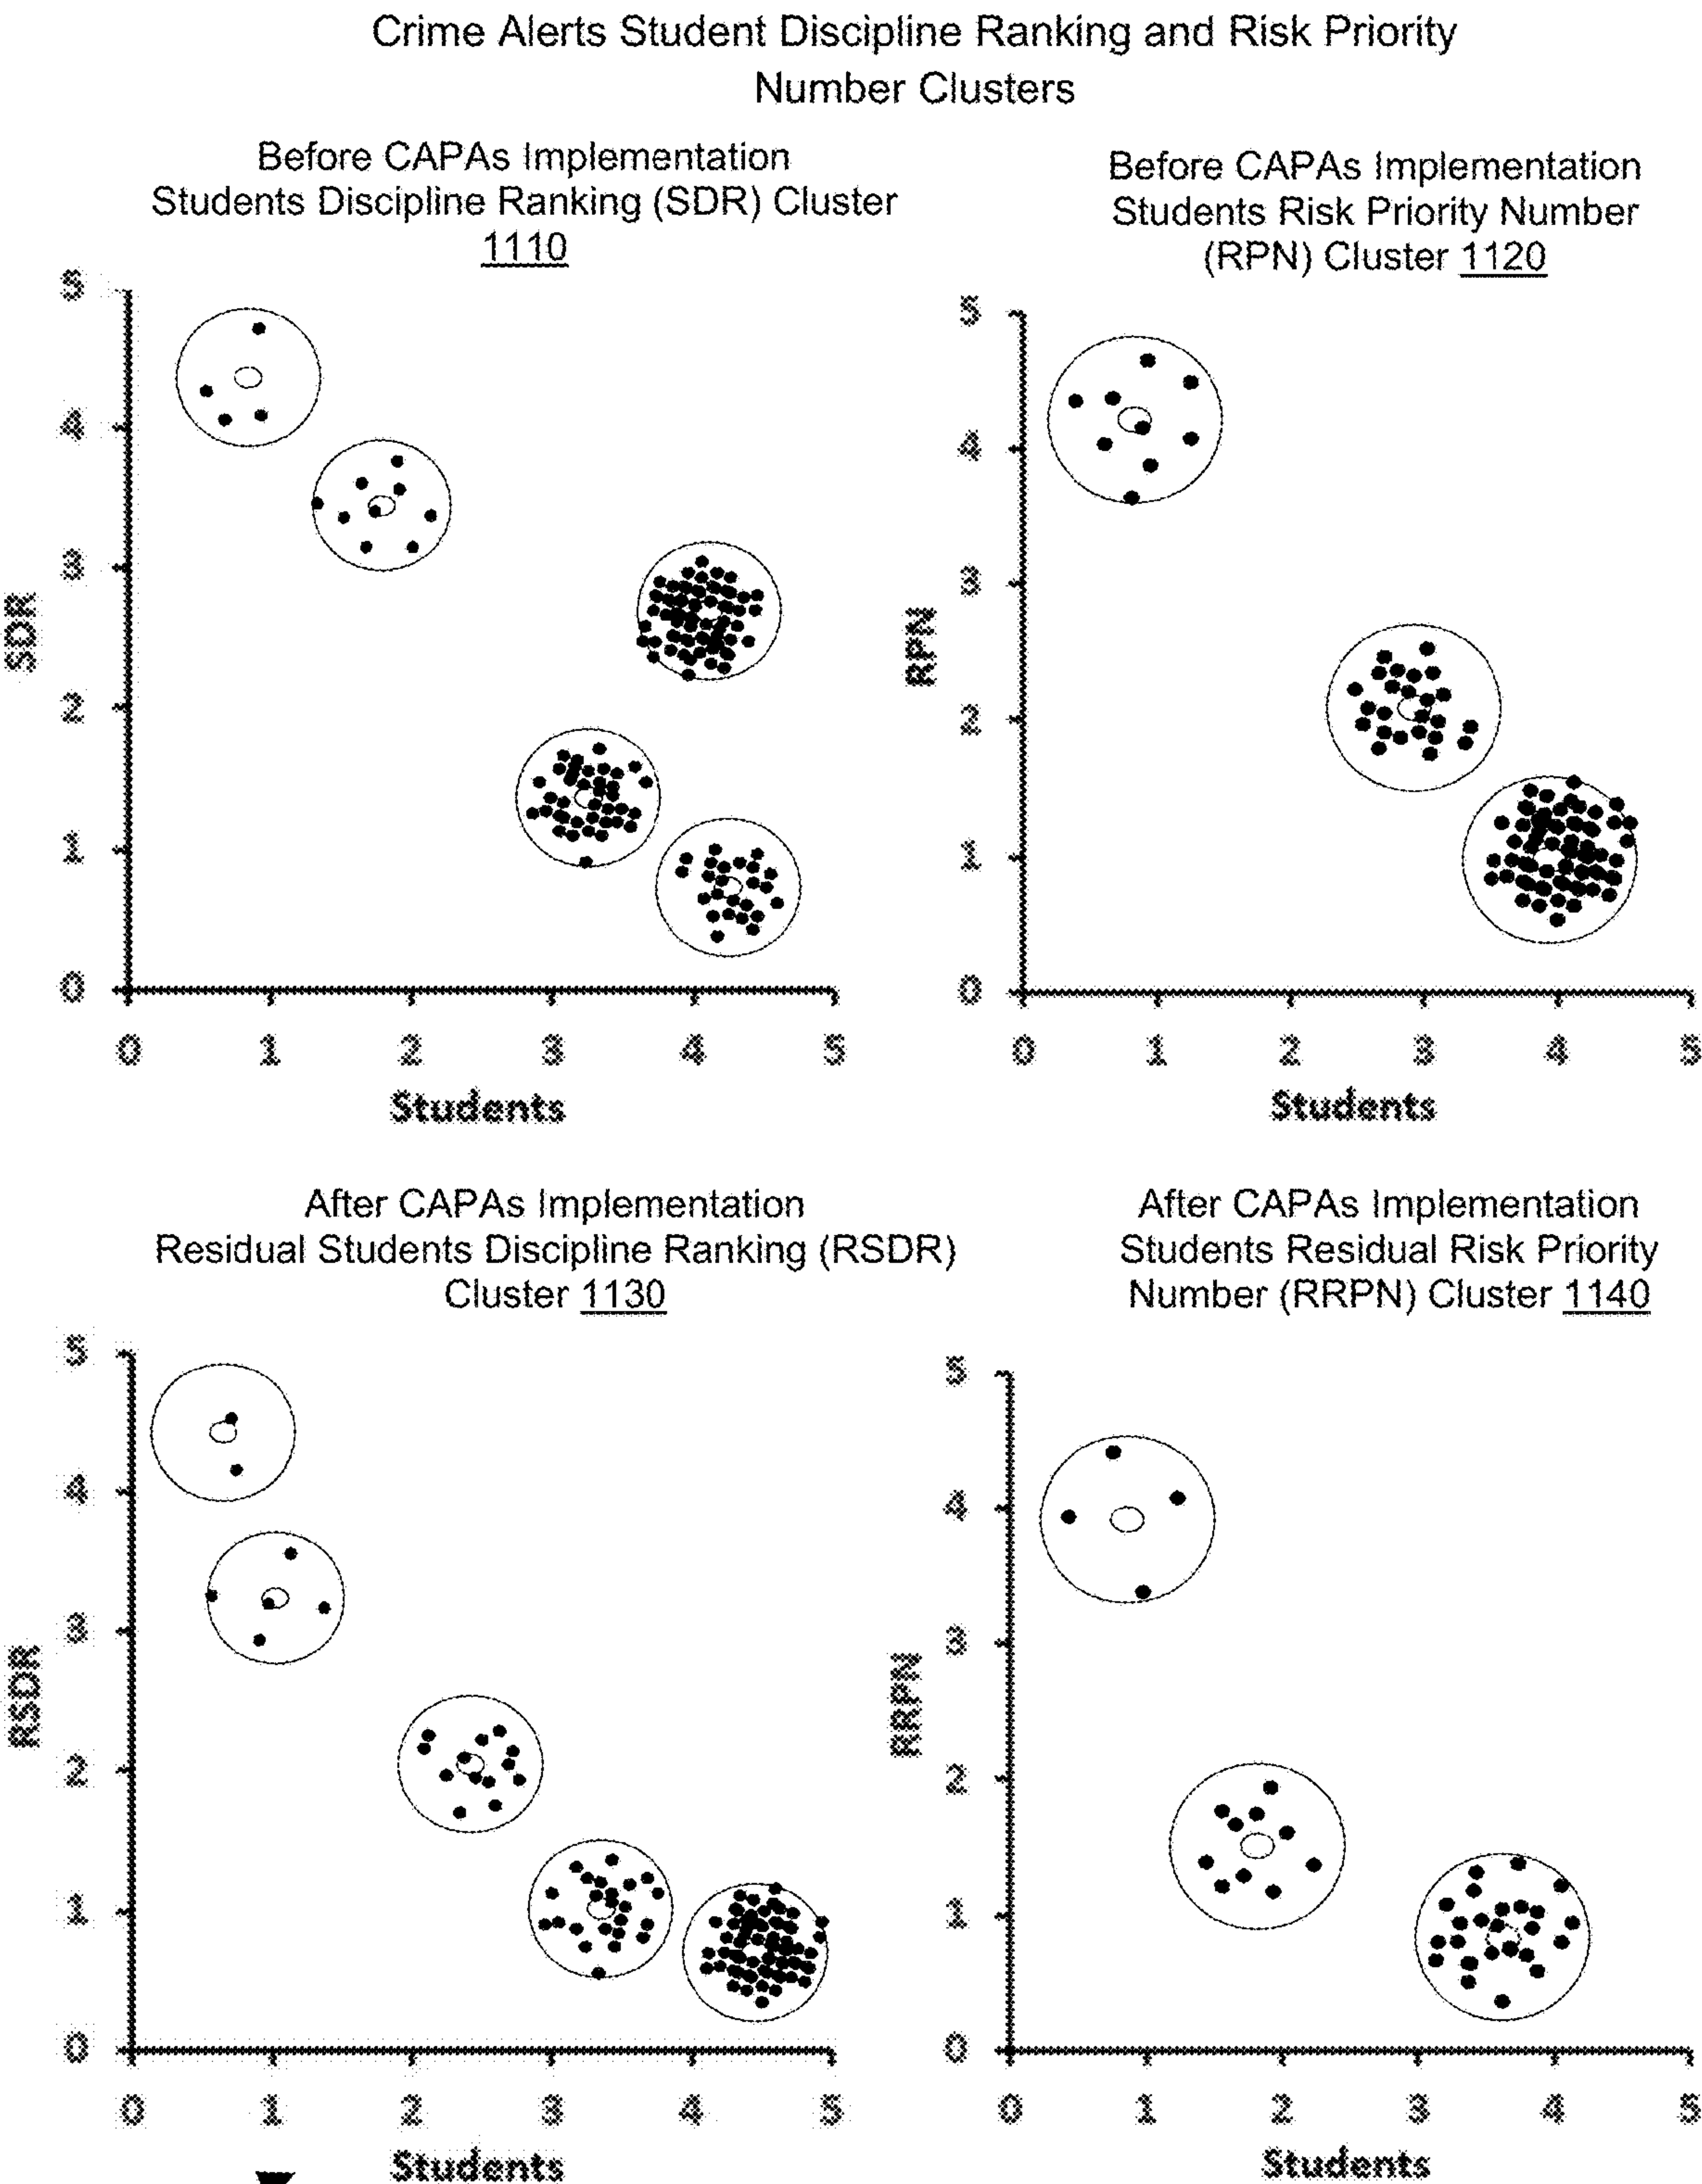 Crime Alerts Student Discipline Ranking and Risk Priority
Number Clusters
Before CAPAs Implementation
Students Discipline Ranking (SDR) Cluster
1110
5
4
3
2
1
0
SDR
0 1 2 3 4 5
Students
Before CAPAs Implementation
Students Risk Priority Number
(RPN) Cluster 1120
5
4
3
2
1
0
RPN
0 1 2 3 4 5
Students
After CAPAs Implementation
Residual Students Discipline Ranking (RSDR)
Cluster 1130
5
4
3
2
1
0
RSDR
0 1 2 3 4 5
Students
After CAPAs Implementation
Students Residual Risk Priority
Number (RRPN) Cluster 1140
5
4
3
2
1
0
RRPN
0 1 2 3 4 5
Students